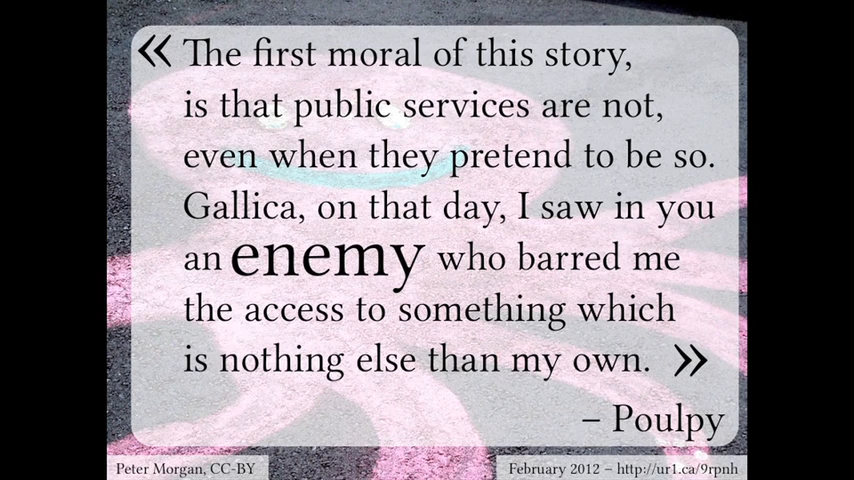 « The first moral of this story,
is that public services are not,
even when they pretend to be so.
Gallica, on that day, I saw in you
an enemy who barred me
the access to something which
is nothing else than my own. »
– Poulpy
Peter Morgan, CC-BY
February 2012 – http://ur1.ca/9rpnh